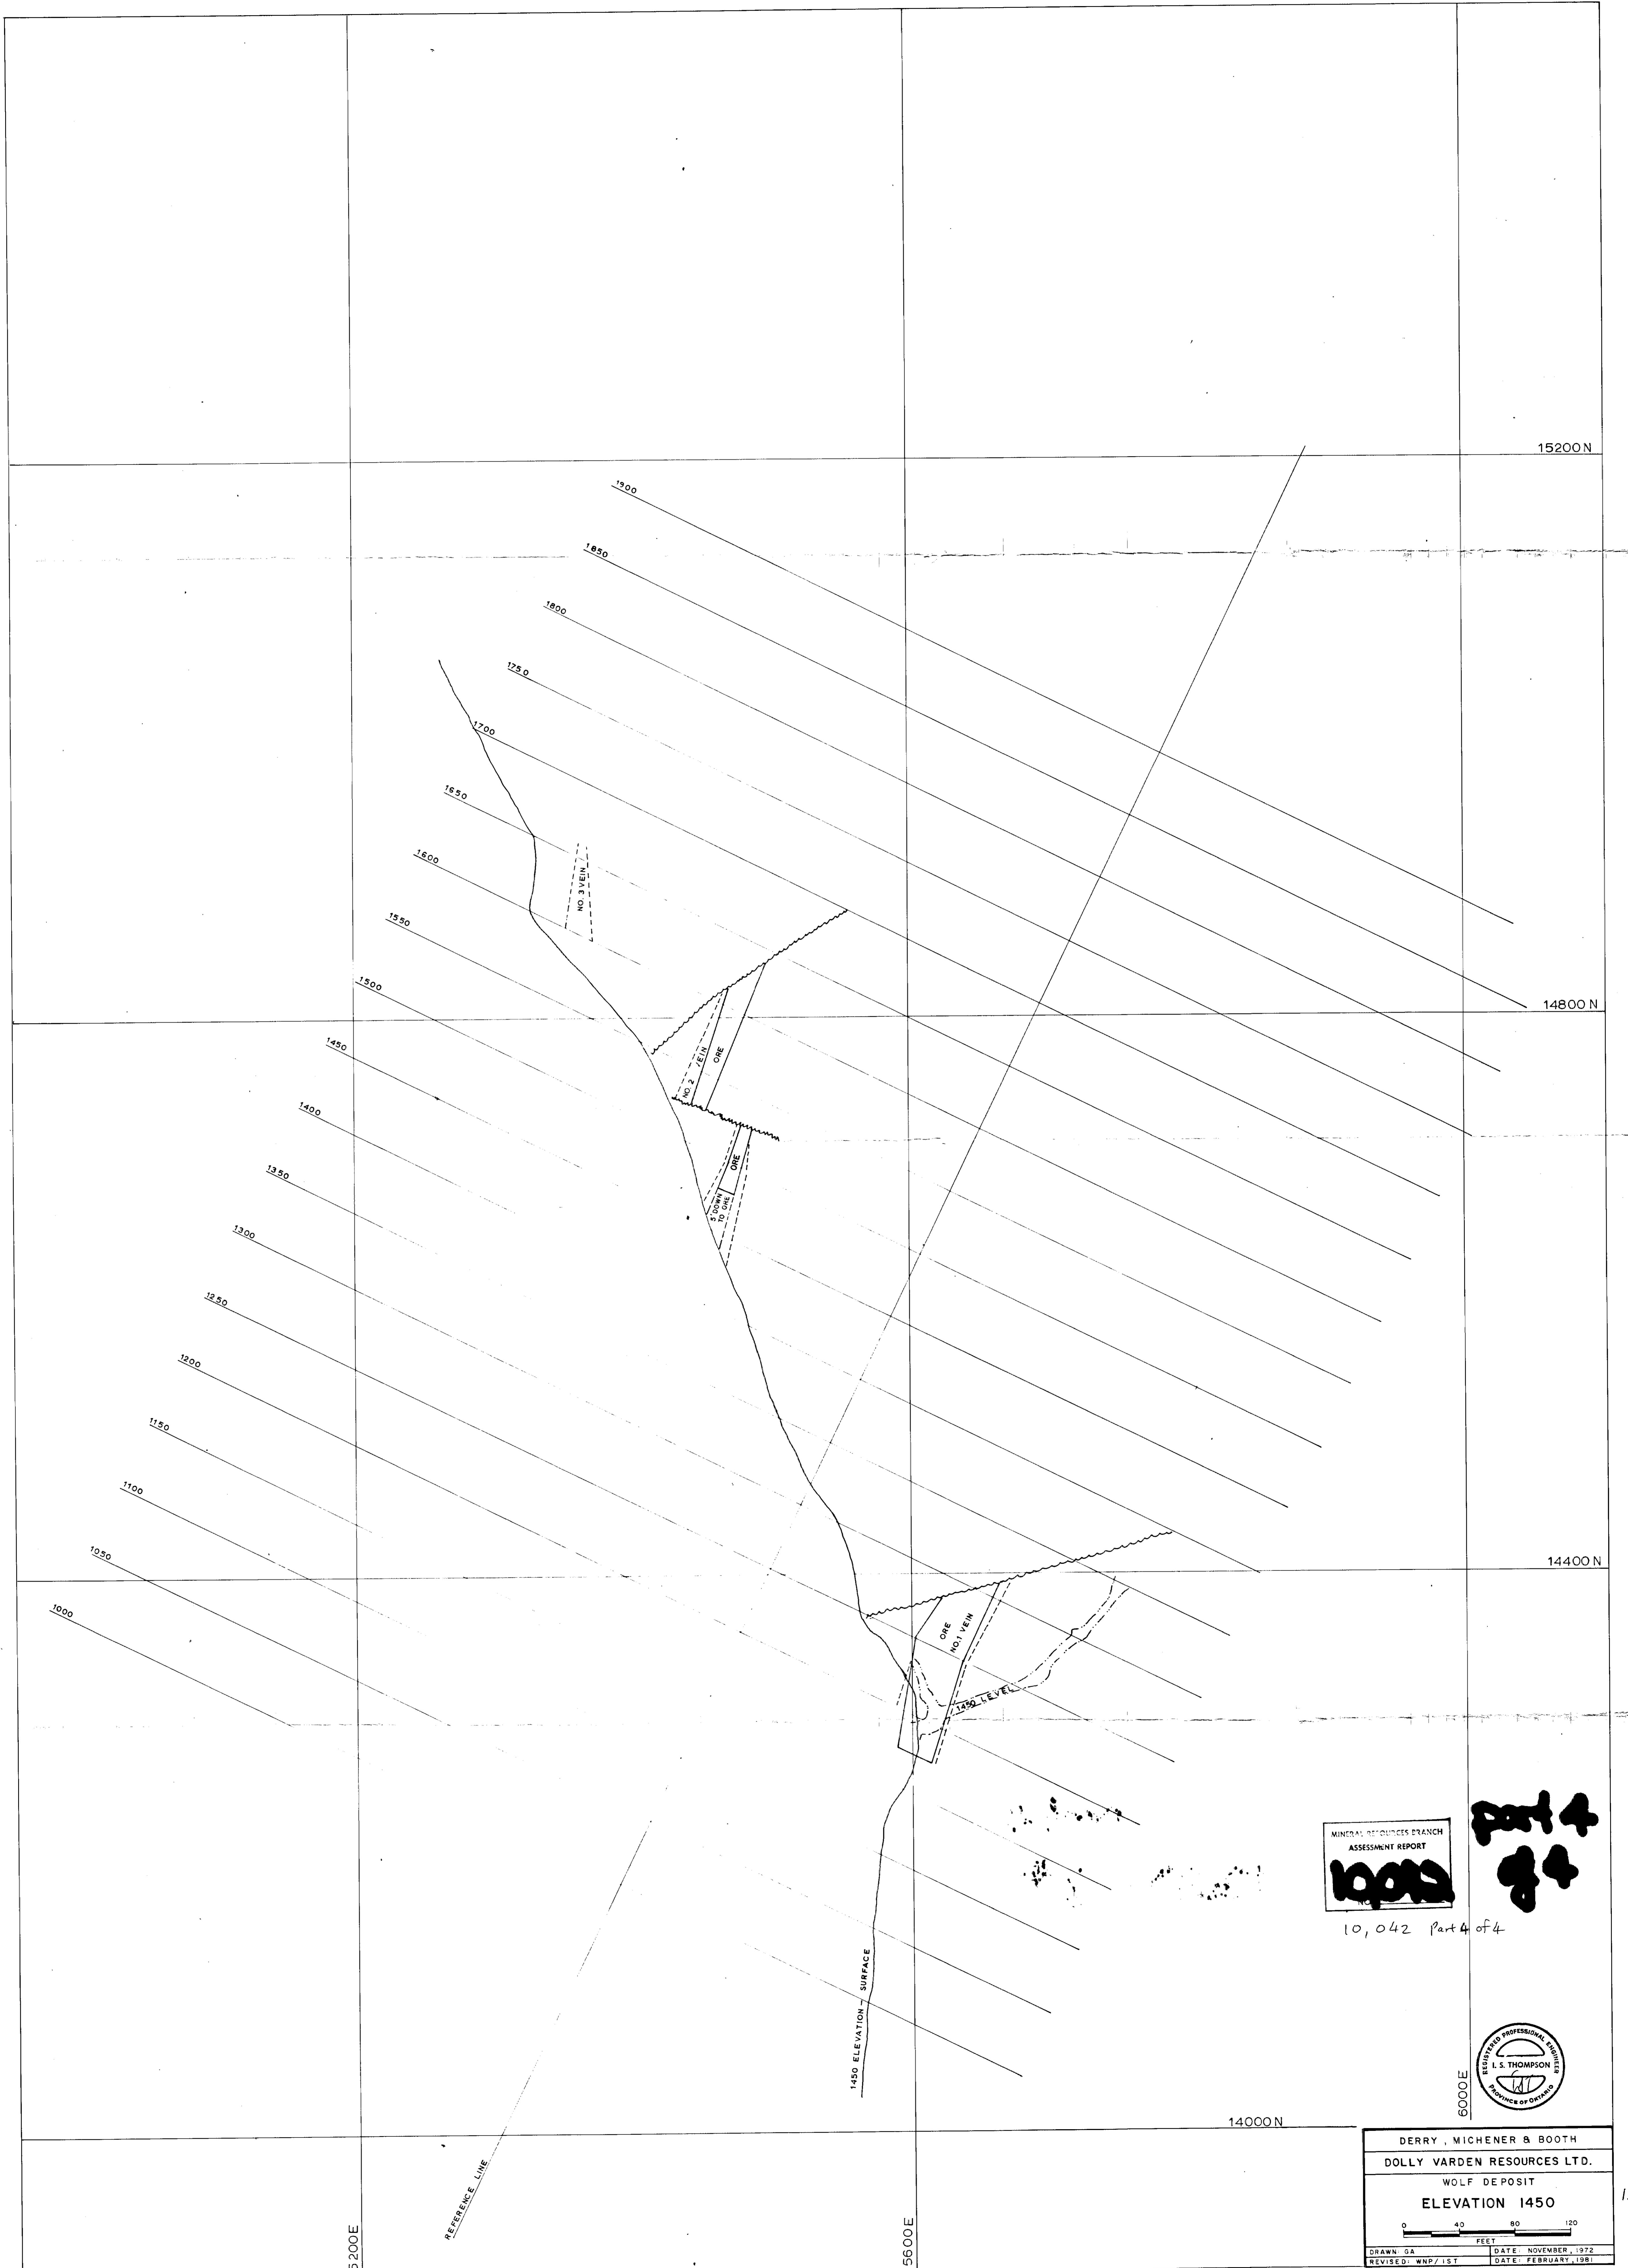 15200 N
1900
1850
1800
1750
1700
1650
1600
NO. 3 VEIN
1550
1500
14800 N
1450
NO. 2 VEIN
ORE
1400
ORE
1350
5' DOWN
TO ORE
1300
1250
1200
1150
1100
14400 N
1050
1000
ORE
NO.1 VEIN
1450 LEVEL
1450 ELEVATION - SURFACE
REFERENCE LINE
part 4
of 4
MINERAL RESOURCES BRANCH
ASSESSMENT REPORT
10,042
NO
10,042 Part 4 of 4
REGISTERED PROFESSIONAL ENGINEER
I. S. THOMPSON
PROVINCE OF ONTARIO
6000E
14000 N
5200E
5600E
DERRY, MICHENER & BOOTH
DOLLY VARDEN RESOURCES LTD.
WOLF DEPOSIT
ELEVATION 1450
0 40 80 120
FEET
DRAWN: GA DATE: NOVEMBER, 1972
REVISED: WNP/IST DATE: FEBRUARY, 1981